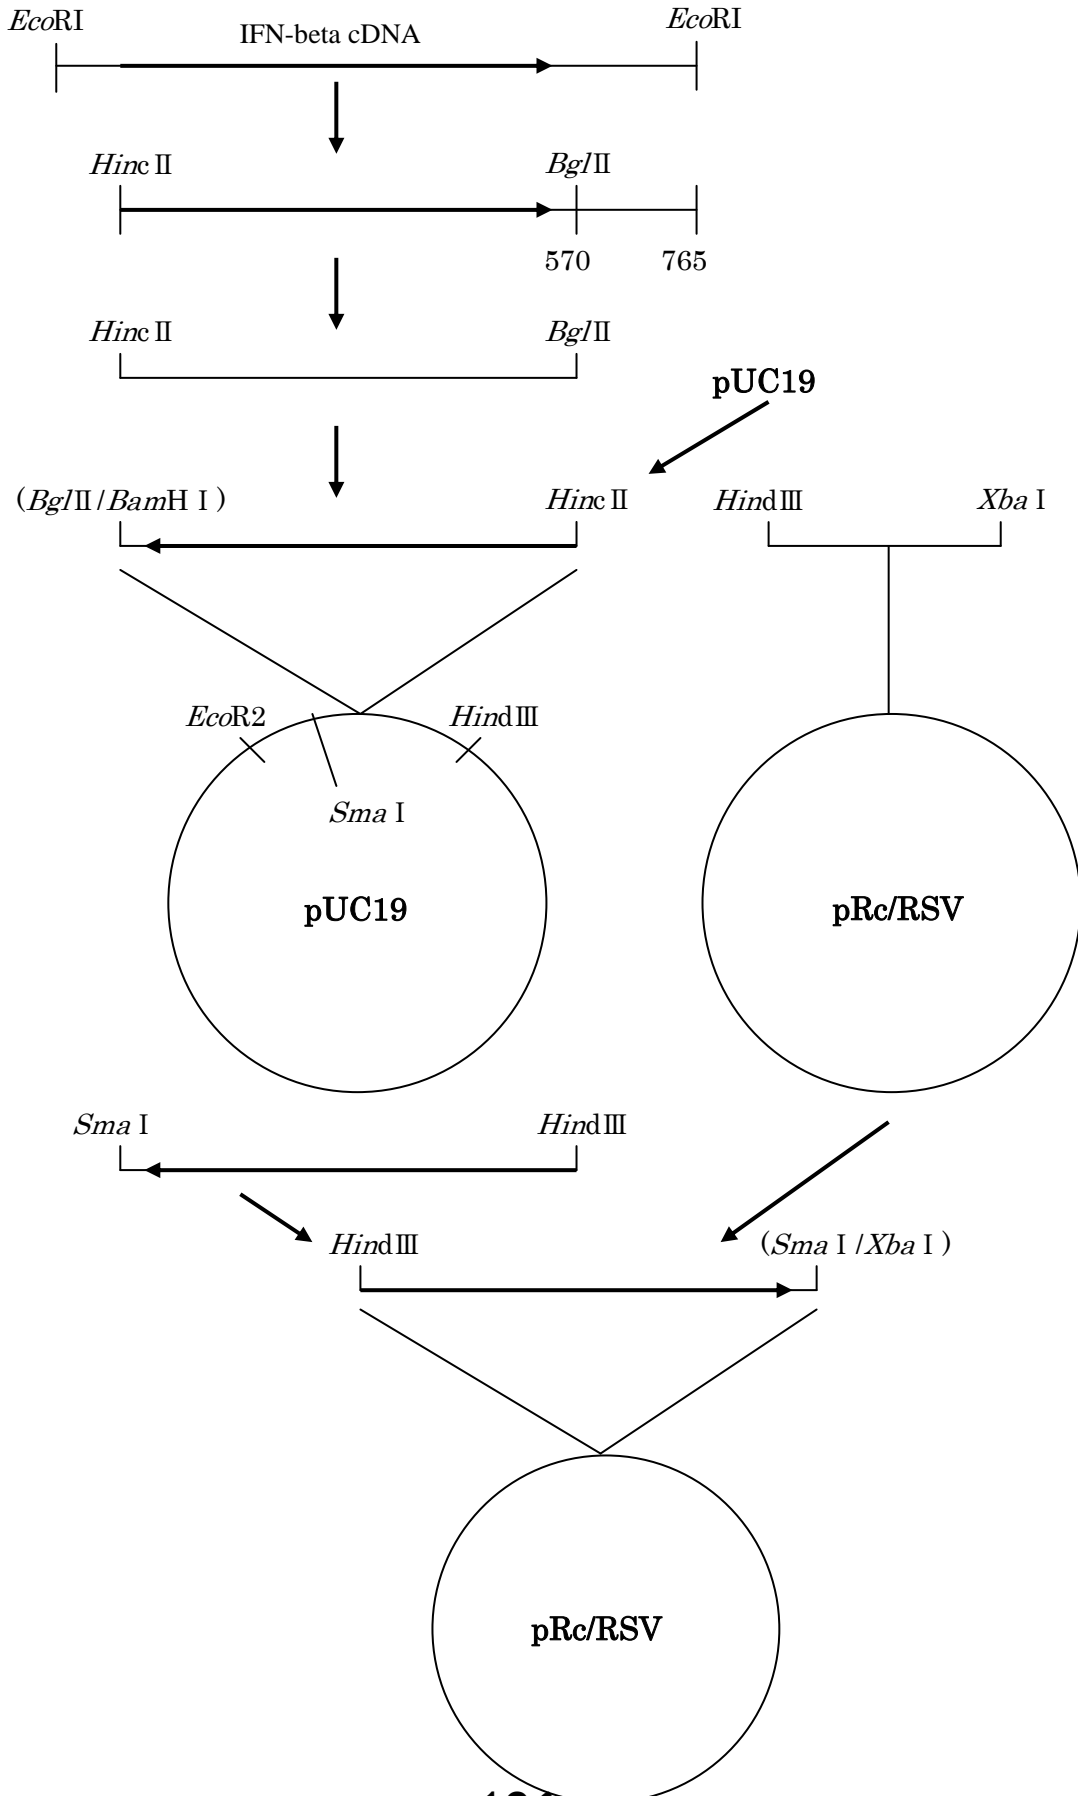 EcoRI
IFN-beta cDNA
EcoRI
HincⅡ
BglⅡ
570
765
HincⅡ
BglⅡ
pUC19
(BglⅡ/BamHⅠ)
HincⅡ
HindⅢ
XbaⅠ
EcoR2
HindⅢ
SmaⅠ
pUC19
pRc/RSV
SmaⅠ
HindⅢ
HindⅢ
(SmaⅠ/XbaⅠ)
pRc/RSV